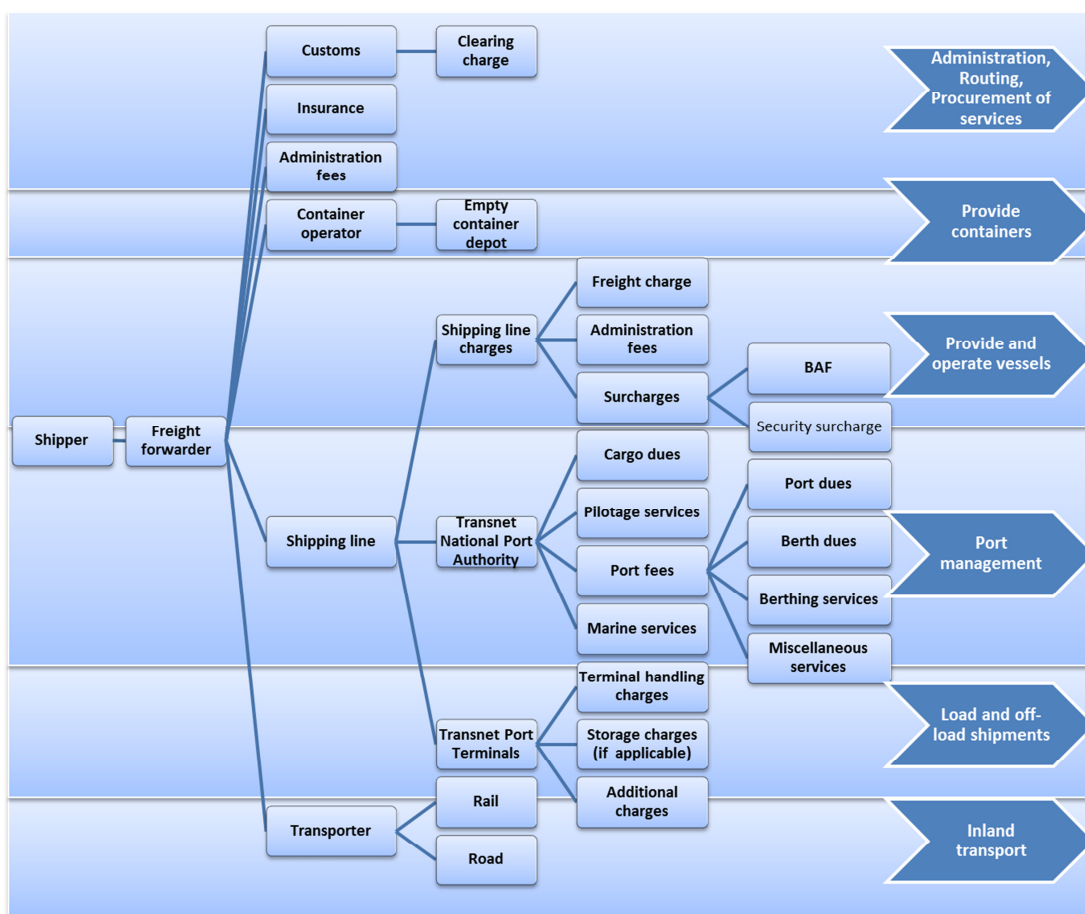 Customs
Clearing
charge
Insurance
Administration
fees
Administration,
Routing,
Procurement of
services
Container
operator
Empty
container
depot
Provide
containers
Freight charge
Shipping line
charges
Administration
fees
Surcharges
BAF
Security surcharge
Provide and
operate vessels
Shipper
Freight
forwarder
Shipping line
Transnet
National Port
Authority
Cargo dues
Pilotage services
Port fees
Marine services
Port dues
Berth dues
Berthing services
Miscellaneous
services
Port
management
Transnet Port
Terminals
Terminal handling
charges
Storage charges
(if applicable)
Additional
charges
Load and off-
load shipments
Transporter
Rail
Road
Inland
transport